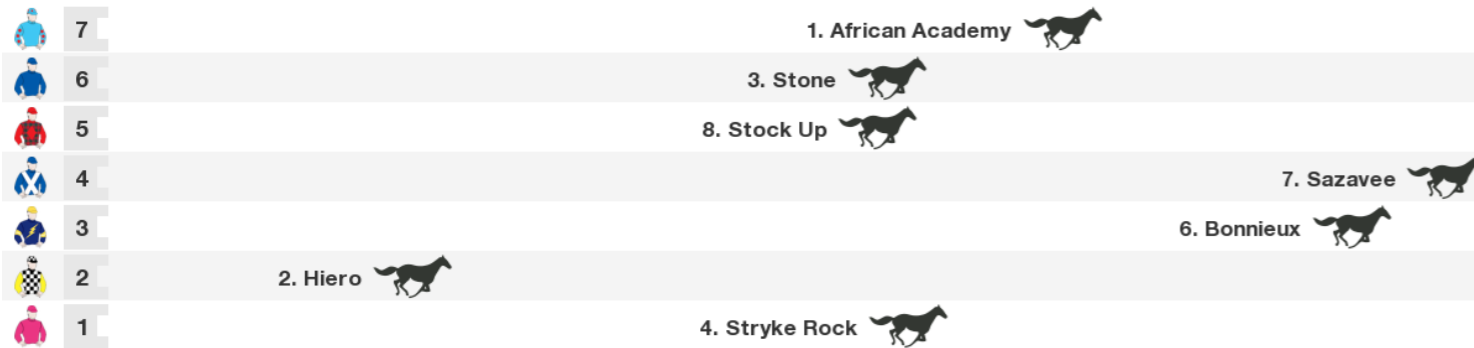 7 1. African Academy
6 3. Stone
5 8. Stock Up
4 7. Sazavee
3 6. Bonnieux
2 2. Hiero
1 4. Stryke Rock